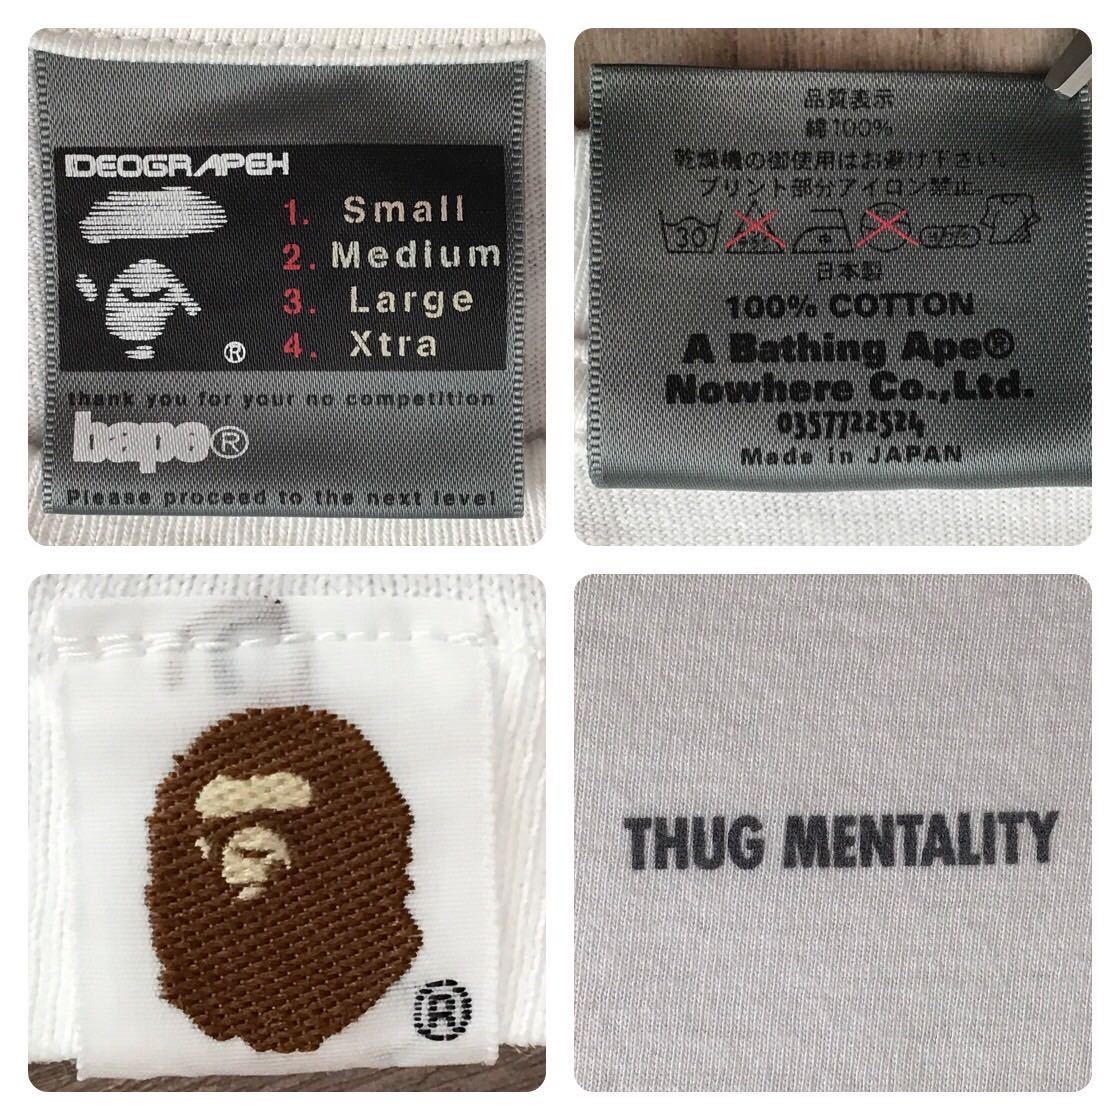 IDEOGRAPEH
1. Small
2. Medium
3. Large
4. Xtra
®
thank you for your no competition
bape®
Please proceed to the next level
品質表示
綿100%
乾燥機の御使用はお避け下さい。
プリント部分アイロン禁止
30
日本製
100% COTTON
A Bathing Ape®
Nowhere Co.,Ltd.
0357722524
Made in JAPAN
®
THUG MENTALITY